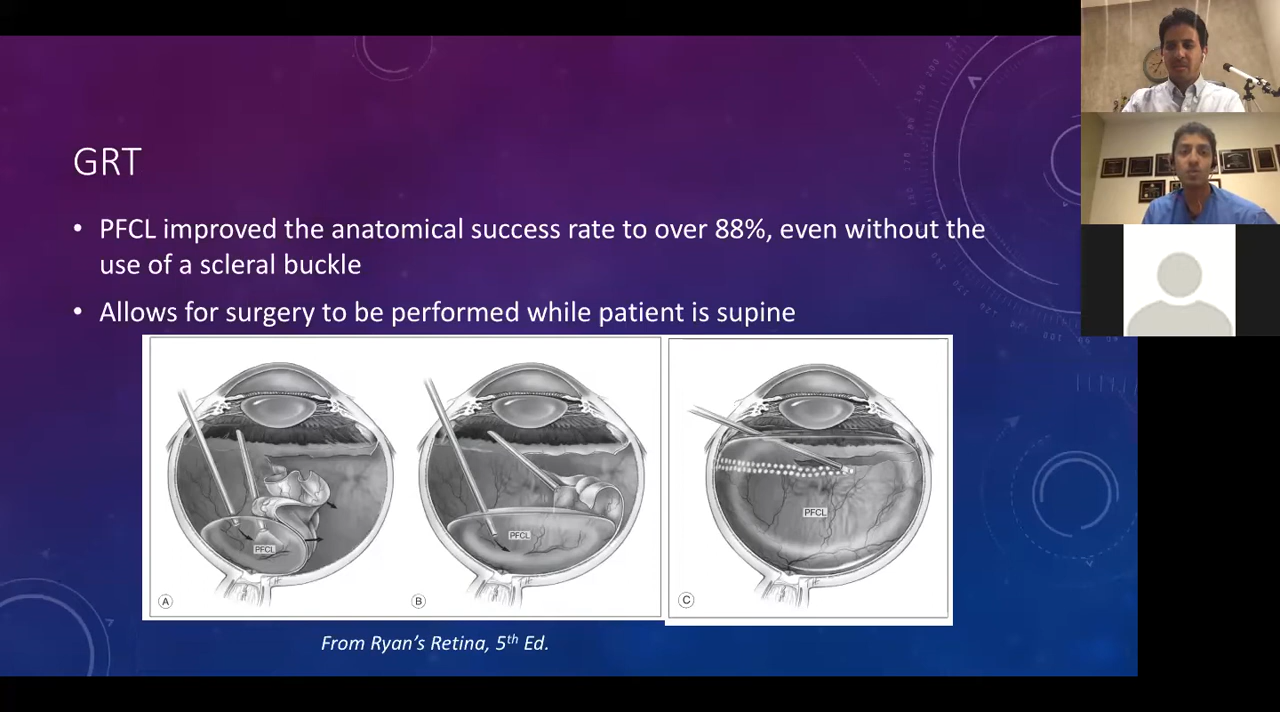 GRT
• PFCL improved the anatomical success rate to over 88%, even without the
use of a scleral buckle
• Allows for surgery to be performed while patient is supine
PFCL
A
PFCL
B
PFCL
C
From Ryan's Retina, 5th Ed.